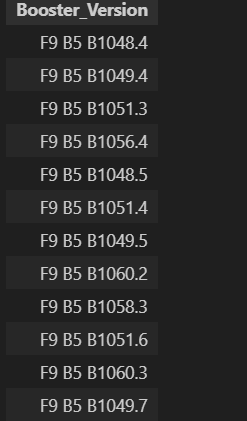 Booster_Version
F9 B5 B1048.4
F9 B5 B1049.4
F9 B5 B1051.3
F9 B5 B1056.4
F9 B5 B1048.5
F9 B5 B1051.4
F9 B5 B1049.5
F9 B5 B1060.2
F9 B5 B1058.3
F9 B5 B1051.6
F9 B5 B1060.3
F9 B5 B1049.7